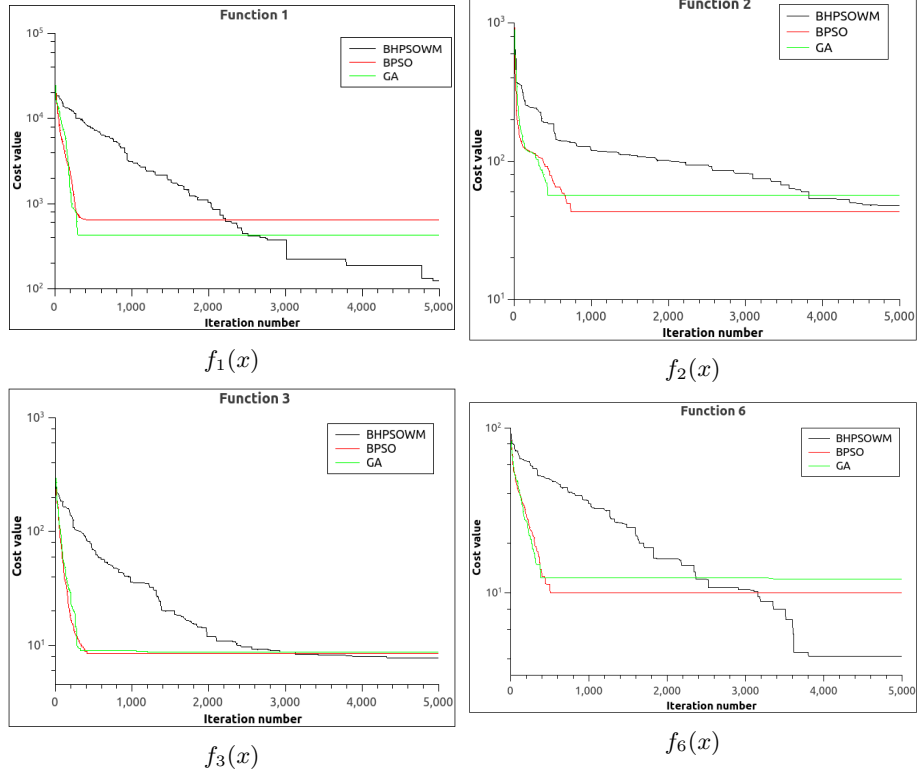 Function 1
10^5
10^4
10^3
10^2
Cost value
BHPSOWM
BPSO
GA
0 1,000 2,000 3,000 4,000 5,000
Iteration number
f_1(x)
Function 2
10^3
10^2
10^1
Cost value
BHPSOWM
BPSO
GA
0 1,000 2,000 3,000 4,000 5,000
Iteration number
f_2(x)
Function 3
10^3
10^2
10^1
Cost value
BHPSOWM
BPSO
GA
0 1,000 2,000 3,000 4,000 5,000
Iteration number
f_3(x)
Function 6
10^2
10^1
Cost value
BHPSOWM
BPSO
GA
0 1,000 2,000 3,000 4,000 5,000
Iteration number
f_6(x)